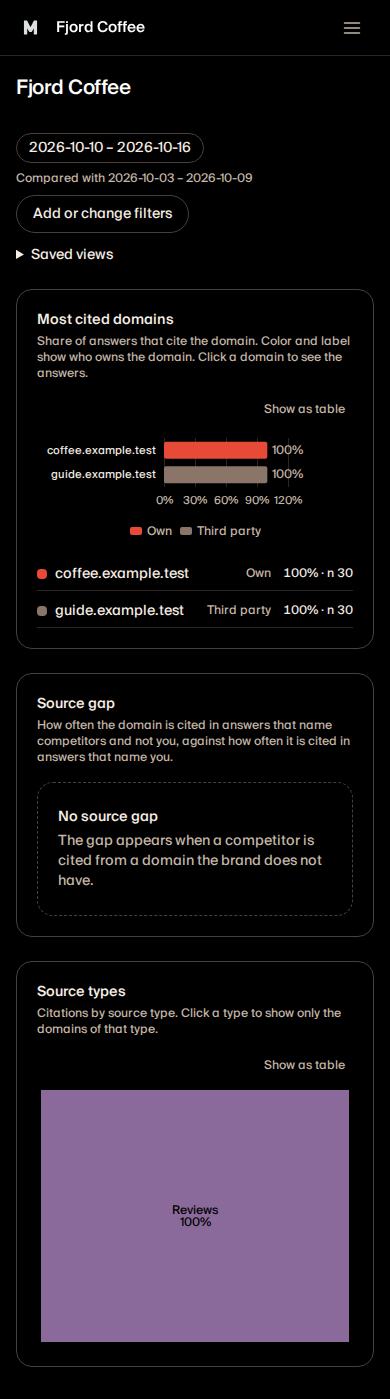 M Fjord Coffee
Fjord Coffee
2026-10-10 – 2026-10-16
Compared with 2026-10-03 – 2026-10-09
Add or change filters
Saved views
Most cited domains
Share of answers that cite the domain. Color and label
show who owns the domain. Click a domain to see the
answers.
Show as table
coffee.example.test 100%
guide.example.test 100%
0% 30% 60% 90% 120%
Own Third party
coffee.example.test Own 100% · n 30
guide.example.test Third party 100% · n 30
Source gap
How often the domain is cited in answers that name
competitors and not you, against how often it is cited in
answers that name you.
No source gap
The gap appears when a competitor is
cited from a domain the brand does not
have.
Source types
Citations by source type. Click a type to show only the
domains of that type.
Show as table
Reviews
100%